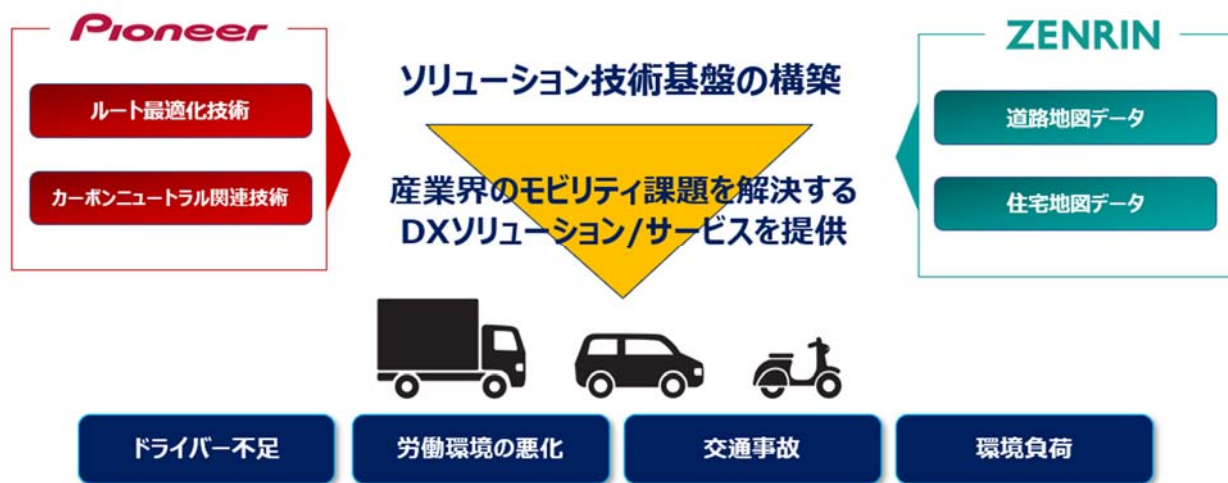 Pioneer
ルート最適化技術
カーボンニュートラル関連技術
ソリューション技術基盤の構築
産業界のモビリティ課題を解決する
DXソリューション/サービスを提供
ZENRIN
道路地図データ
住宅地図データ
ドライバー不足
労働環境の悪化
交通事故
環境負荷